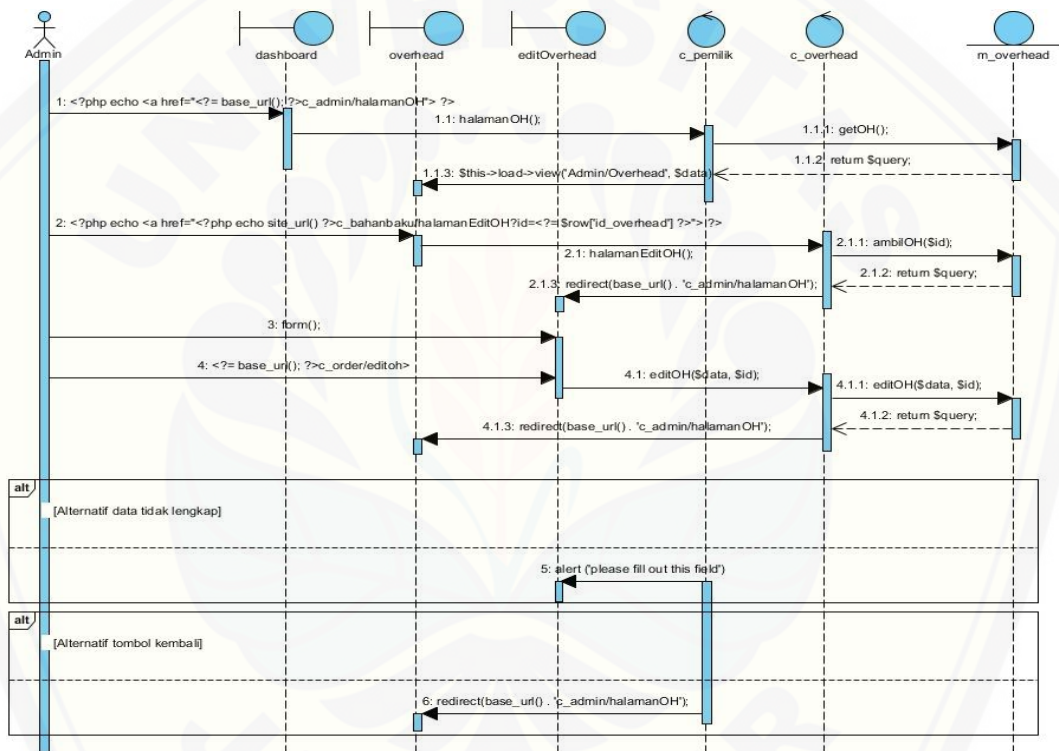 Admin
dashboard
overhead
editOverhead
c_pemilik
c_overhead
m_overhead
1: <?php echo <a href="<?= base_url(); ?>c_admin/halamanOH"> ?>
1.1: halamanOH();
1.1.1: getOH();
1.1.2: return $query;
1.1.3: $this->load->view('Admin/Overhead', $data)
2: <?php echo <a href="<?php echo site_url() ?>c_bahanbaku/halamanEditOH?id=<?= $row['id_overhead'] ?>"> ?>
2.1: halamanEditOH();
2.1.1: ambilOH($id);
2.1.2: return $query;
2.1.3: redirect(base_url() . 'c_admin/halamanOH');
3: form();
4: <?= base_url(); ?>c_order/editoh>
4.1: editOH($data, $id);
4.1.1: editOH($data, $id);
4.1.2: return $query;
4.1.3: redirect(base_url() . 'c_admin/halamanOH');
alt
[Alternatif data tidak lengkap]
5: alert ('please fill out this field')
alt
[Alternatif tombol kembali]
6: redirect(base_url() . 'c_admin/halamanOH');